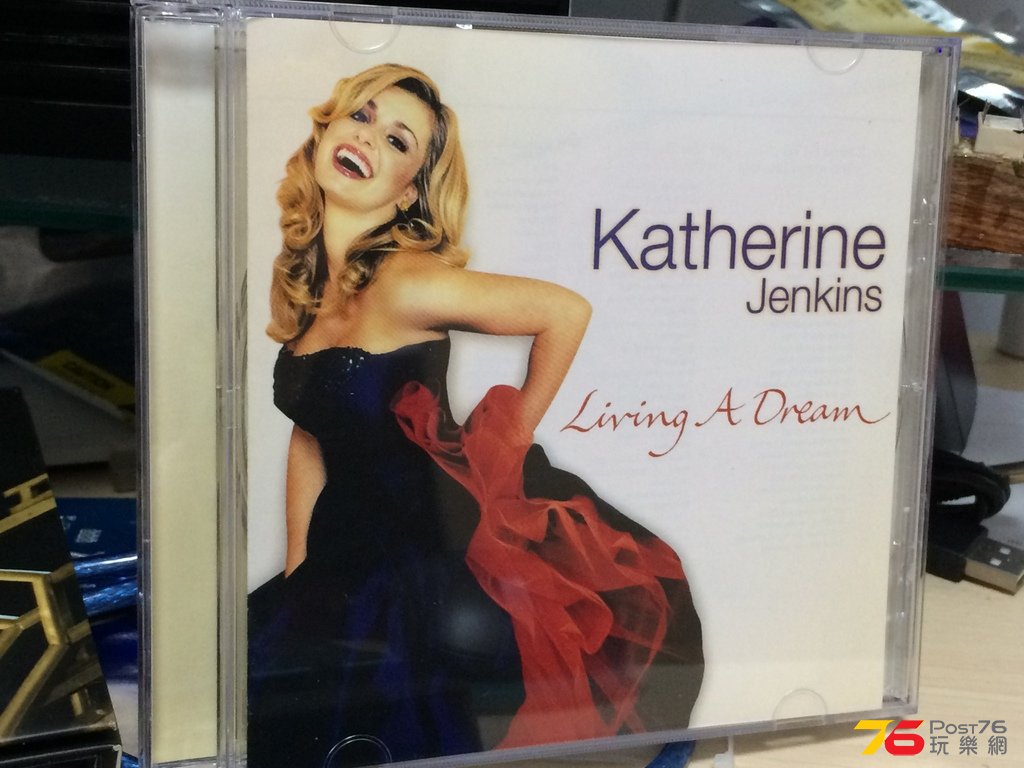 Katherine
Jenkins
Living A Dream
76 POST76
玩樂網